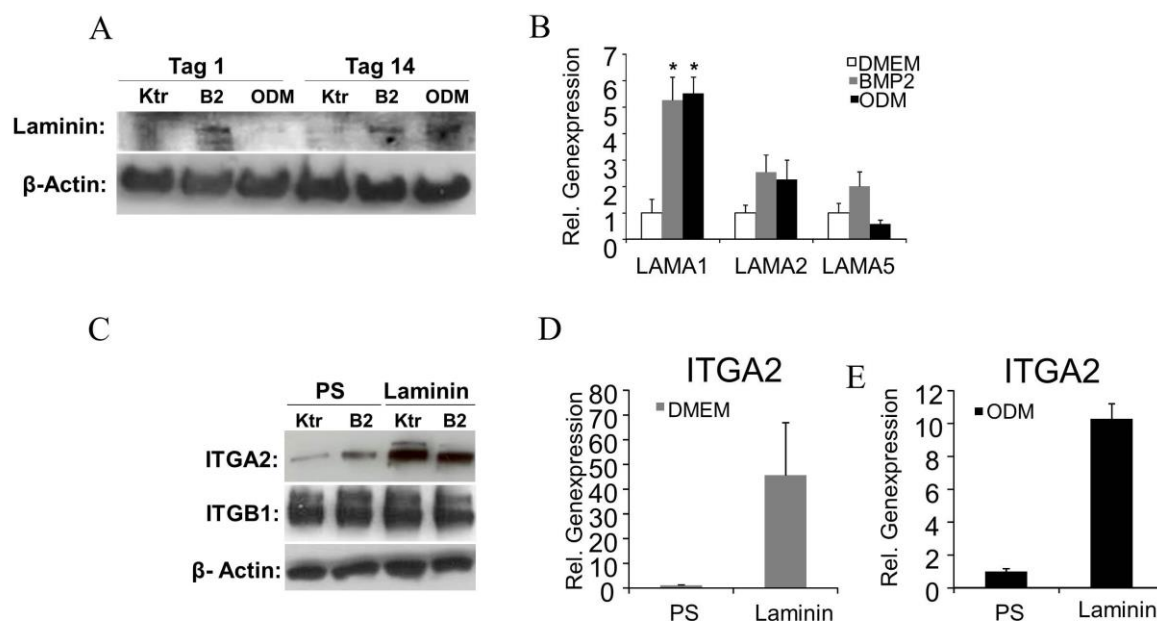 A
Tag 1 Tag 14
Ktr B2 ODM Ktr B2 ODM
Laminin:
β-Actin:
B
Rel. Genexpression
7
6
5
4
3
2
1
0
* *
DMEM
BMP2
ODM
LAMA1 LAMA2 LAMA5
C
PS Laminin
Ktr B2 Ktr B2
ITGA2:
ITGB1:
β- Actin:
D
ITGA2
Rel. Genexpression
80
70
60
50
40
30
20
10
0
DMEM
PS Laminin
E
ITGA2
Rel. Genexpression
12
10
8
6
4
2
0
ODM
PS Laminin